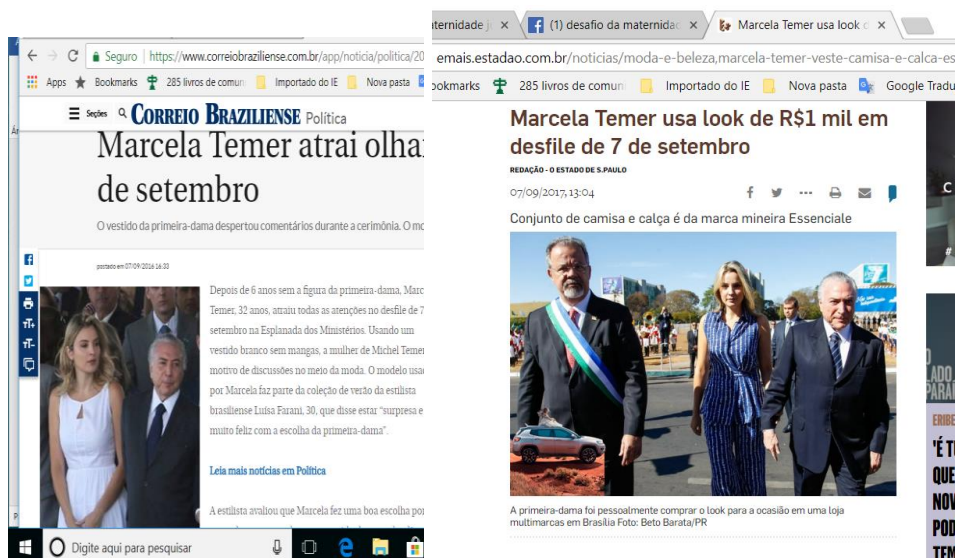 Seguro | https://www.correiobraziliense.com.br/app/noticia/politica/20
Apps Bookmarks 285 livros de comun Importado do IE Nova pasta
Seções CORREIO BRAZILIENSE Política
Marcela Temer atrai olha
de setembro
O vestido da primeira-dama despertou comentários durante a cerimônia. O mo
postado em 07/09/2016 16:33
Depois de 6 anos sem a figura da primeira-dama, Marc
Temer, 32 anos, atraiu todas as atenções no desfile de 7
setembro na Esplanada dos Ministérios. Usando um
vestido branco sem mangas, a mulher de Michel Temer
motivo de discussões no meio da moda. O modelo usad
por Marcela faz parte da coleção de verão da estilista
brasiliense Luisa Farani, 30, que disse estar "surpresa e
muito feliz com a escolha da primeira-dama".
Leia mais notícias em Política
A estilista avaliou que Marcela fez uma boa escolha por
Digite aqui para pesquisar
aternidade j × (1) desafio da maternidad × Marcela Temer usa look d ×
emais.estadao.com.br/noticias/moda-e-beleza,marcela-temer-veste-camisa-e-calca-es
ookmarks 285 livros de comun Importado do IE Nova pasta Google Tradu
Marcela Temer usa look de R$1 mil em
desfile de 7 de setembro
REDAÇÃO - O ESTADO DE S.PAULO
07/09/2017, 13:04
Conjunto de camisa e calça é da marca mineira Essenciale
A primeira-dama foi pessoalmente comprar o look para a ocasião em uma loja
multimarcas em Brasília Foto: Beto Barata/PR
C
#
O
LADO
PARAÍ
ERIBE
'É TU
QUE
NOV
POD
TEM